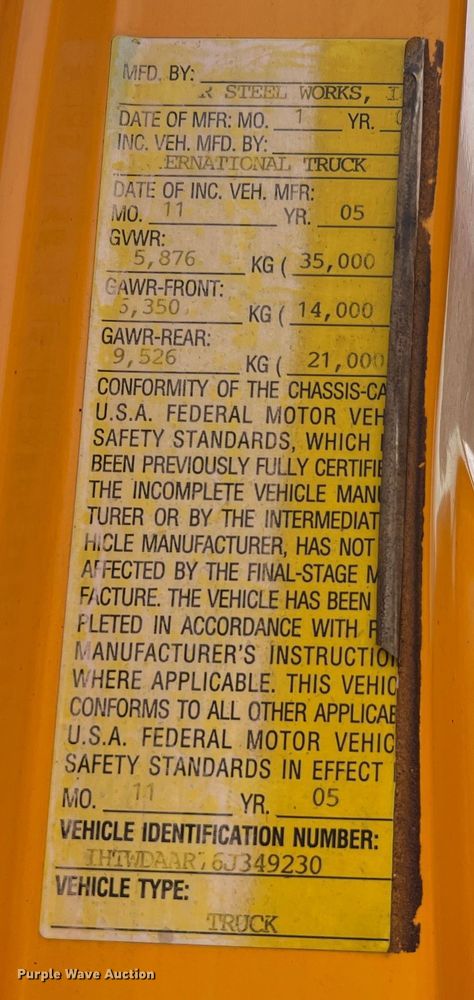 MFD. BY:
R STEEL WORKS,
DATE OF MFR: MO. 1 YR.
INC. VEH. MFD. BY:
ERNATIONAL TRUCK
DATE OF INC. VEH. MFR:
MO. 11 YR. 05
GVWR:
5,876 KG ( 35,000
GAWR-FRONT:
6,350 KG ( 14,000
GAWR-REAR:
9,526 KG ( 21,000
CONFORMITY OF THE CHASSIS-CA
U.S.A. FEDERAL MOTOR VEH
SAFETY STANDARDS, WHICH
BEEN PREVIOUSLY FULLY CERTIFIE
THE INCOMPLETE VEHICLE MANU
TURER OR BY THE INTERMEDIAT
HICLE MANUFACTURER, HAS NOT
AFFECTED BY THE FINAL-STAGE M
FACTURE. THE VEHICLE HAS BEEN
PLETED IN ACCORDANCE WITH
MANUFACTURER'S INSTRUCTION
WHERE APPLICABLE. THIS VEHIC
CONFORMS TO ALL OTHER APPLICAB
U.S.A. FEDERAL MOTOR VEHIC
SAFETY STANDARDS IN EFFECT
MO. 11 YR. 05
VEHICLE IDENTIFICATION NUMBER:
1HTWDAAR76J349230
VEHICLE TYPE:
TRUCK
Purple Wave Auction